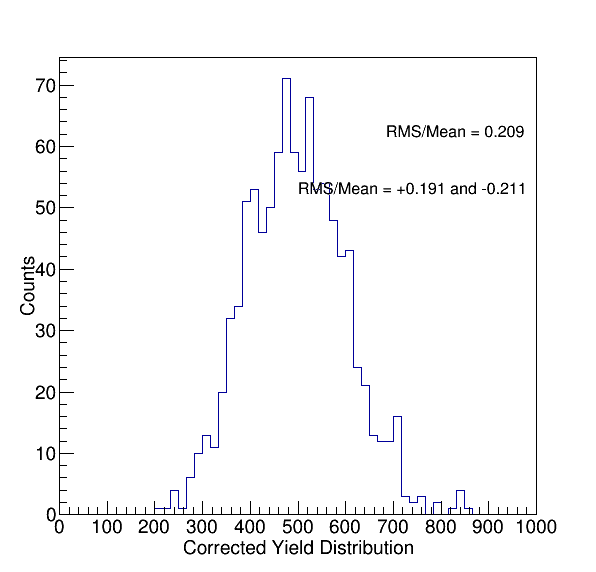 70
RMS/Mean = 0.209
60
RMS/Mean = +0.191 and -0.211
50
40
Counts
30
20
10
0
0 100 200 300 400 500 600 700 800 900 1000
Corrected Yield Distribution